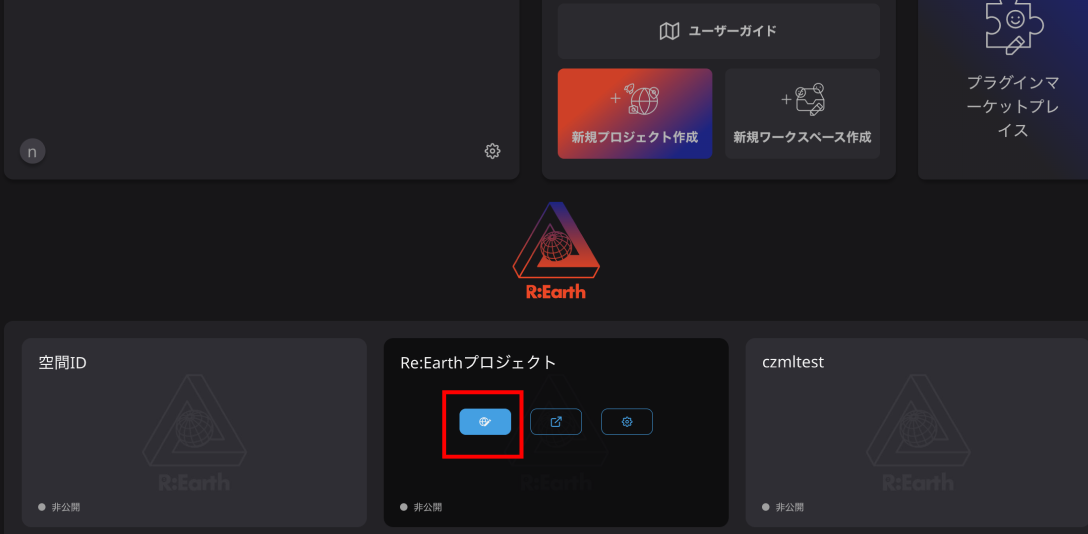 ユーザーガイド
プラグインマ
ーケットプレ
イス
新規プロジェクト作成
新規ワークスペース作成
n
R:Earth
空間ID
Re:Earthプロジェクト
czmltest
R:Earth
R:Earth
R:Earth
非公開
非公開
非公開